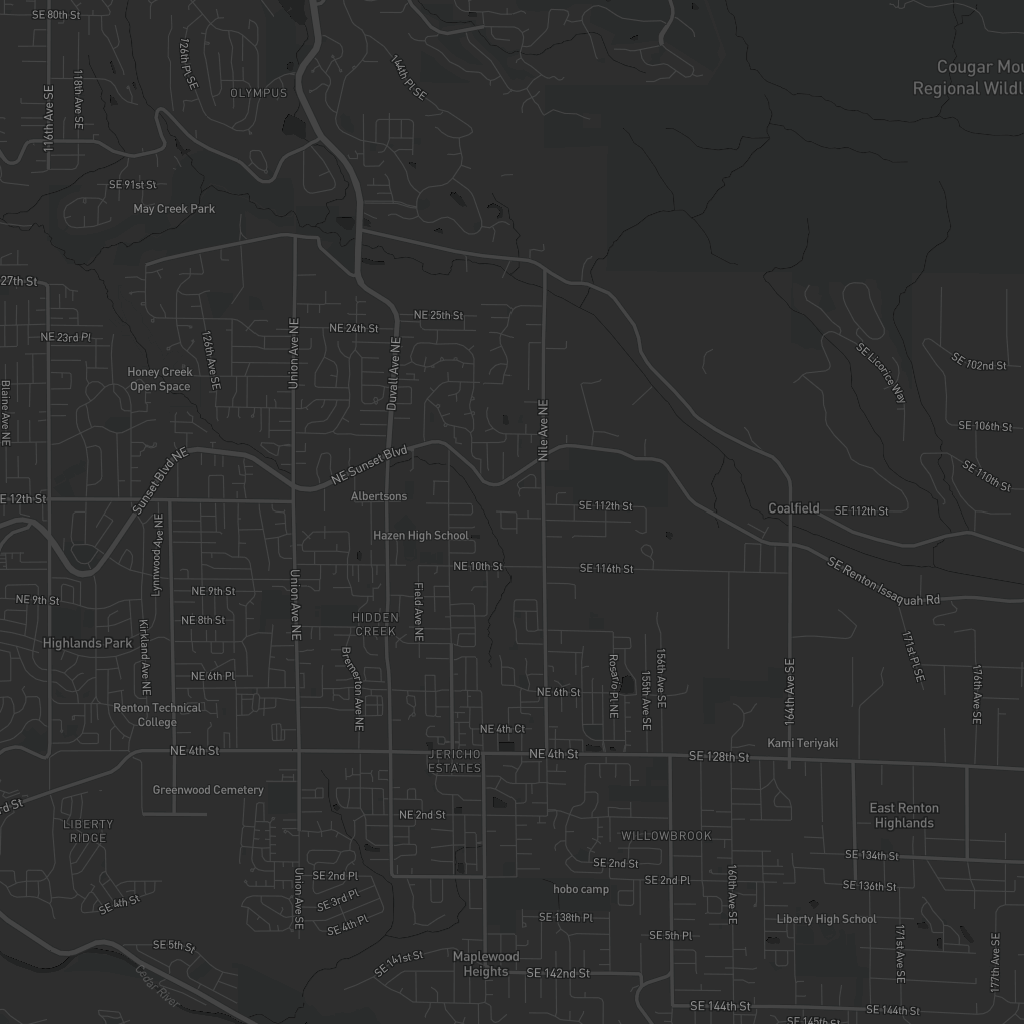 SE 80th St
126th Pl SE
144th Pl SE
Cougar Mou
Regional Wildl
118th Ave SE
116th Ave SE
OLYMPUS
SE 91st St
May Creek Park
27th St
NE 25th St
NE 24th St
NE 23rd Pl
126th Ave SE
Union Ave NE
Duvall Ave NE
SE Licorice Way
SE 102nd St
Honey Creek
Open Space
Blaine Ave NE
Nile Ave NE
SE 106th St
NE Sunset Blvd
Sunset Blvd NE
SE 110th St
SE 12th St
Albertsons
SE 112th St
Coalfield
SE 112th St
Lynnwood Ave NE
Hazen High School
NE 10th St
SE 116th St
SE Renton Issaquah Rd
NE 9th St
NE 9th St
Union Ave NE
Field Ave NE
NE 8th St
HIDDEN
CREEK
Highlands Park
Kirkland Ave NE
Bremerton Ave NE
171st Pl SE
NE 6th Pl
NE 6th St
Rosario Pl NE
155th Ave SE
156th Ave SE
164th Ave SE
176th Ave SE
Renton Technical
College
NE 4th Ct
Kami Teriyaki
NE 4th St
JERICHO
ESTATES
NE 4th St
SE 128th St
Greenwood Cemetery
rd St
NE 2nd St
East Renton
Highlands
LIBERTY
RIDGE
WILLOWBROOK
SE 134th St
SE 2nd St
SE 2nd Pl
SE 2nd Pl
SE 136th St
160th Ave SE
hobo camp
Union Ave SE
SE 3rd Pl
SE 4th St
SE 4th Pl
SE 138th Pl
Liberty High School
SE 5th Pl
SE 5th St
171st Ave SE
177th Ave SE
SE 141st St
Maplewood
Heights
SE 142nd St
Cedar River
SE 144th St
SE 144th St
SE 145th St